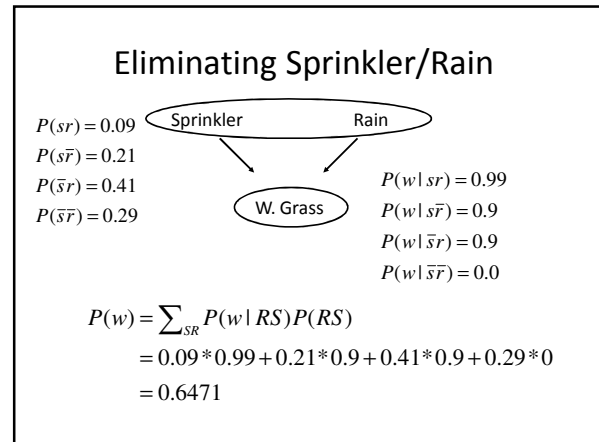 Eliminating Sprinkler/Rain
P(sr) = 0.09
P(sr̄) = 0.21
P(s̄r) = 0.41
P(s̄r̄) = 0.29
Sprinkler Rain
W. Grass
P(w | sr) = 0.99
P(w | sr̄) = 0.9
P(w | s̄r) = 0.9
P(w | s̄r̄) = 0.0
P(w) = ∑SR P(w | RS)P(RS)
= 0.09*0.99+0.21*0.9+0.41*0.9+0.29*0
= 0.6471